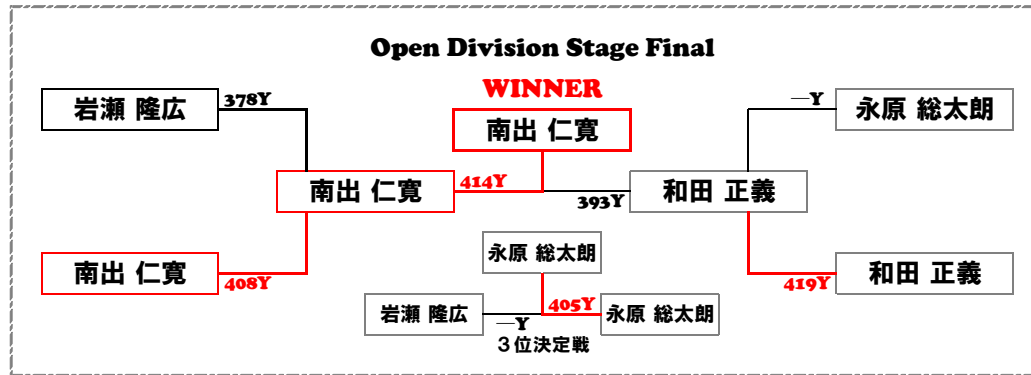 Open Division Stage Final
WINNER
岩瀬 隆広
378Y
南出 仁寛
―Y
永原 総太朗
南出 仁寛
414Y
393Y
和田 正義
南出 仁寛
408Y
永原 総太朗
419Y
和田 正義
岩瀬 隆広
―Y
405Y
永原 総太朗
3位決定戦